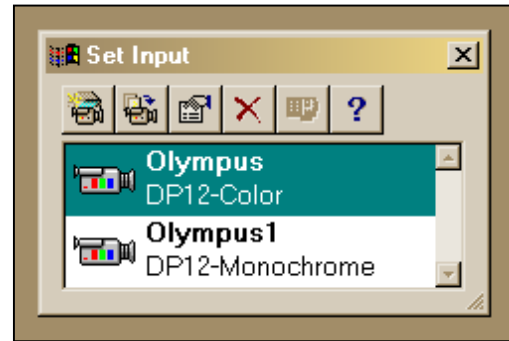 Set Input
?
Olympus
DP12-Color
Olympus1
DP12-Monochrome